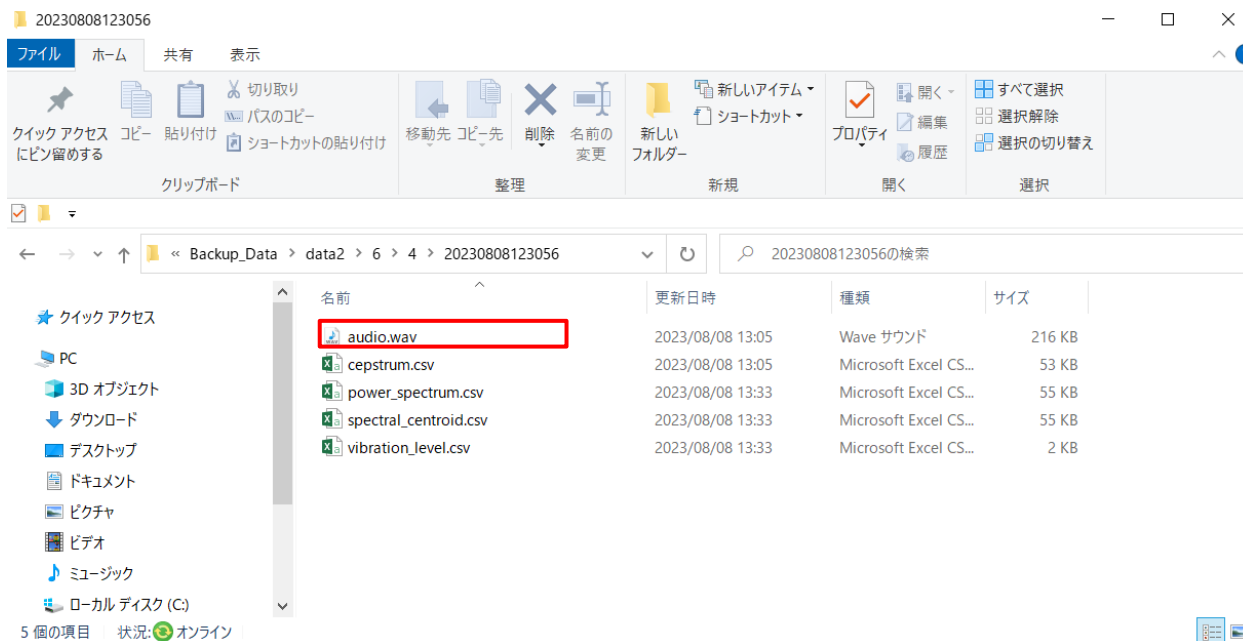 20230808123056
ファイル ホーム 共有 表示
クイック アクセス
にピン留めする
コピー
貼り付け
切り取り
パスのコピー
ショートカットの貼り付け
クリップボード
移動先
コピー先
削除
名前の
変更
整理
新しい
フォルダー
新しいアイテム
ショートカット
新規
プロパティ
開く
編集
履歴
開く
すべて選択
選択解除
選択の切り替え
選択
« Backup_Data > data2 > 6 > 4 > 20230808123056
20230808123056の検索
クイック アクセス
PC
3D オブジェクト
ダウンロード
デスクトップ
ドキュメント
ピクチャ
ビデオ
ミュージック
ローカル ディスク (C:)
名前 更新日時 種類 サイズ
audio.wav 2023/08/08 13:05 Wave サウンド 216 KB
cepstrum.csv 2023/08/08 13:05 Microsoft Excel CS... 53 KB
power_spectrum.csv 2023/08/08 13:33 Microsoft Excel CS... 55 KB
spectral_centroid.csv 2023/08/08 13:33 Microsoft Excel CS... 55 KB
vibration_level.csv 2023/08/08 13:33 Microsoft Excel CS... 2 KB
5 個の項目 状況: オンライン